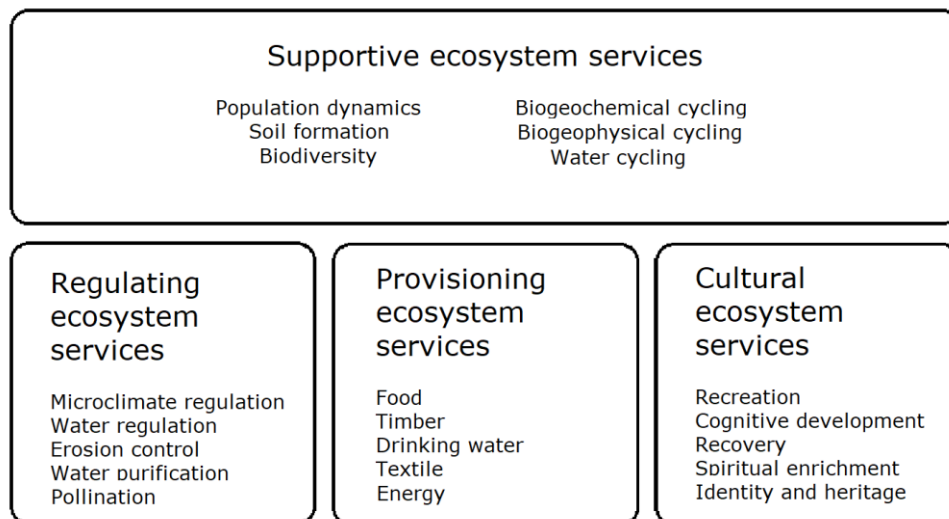 Supportive ecosystem services
Population dynamics
Soil formation
Biodiversity
Biogeochemical cycling
Biogeophysical cycling
Water cycling
Regulating
ecosystem
services
Microclimate regulation
Water regulation
Erosion control
Water purification
Pollination
Provisioning
ecosystem
services
Food
Timber
Drinking water
Textile
Energy
Cultural
ecosystem
services
Recreation
Cognitive development
Recovery
Spiritual enrichment
Identity and heritage